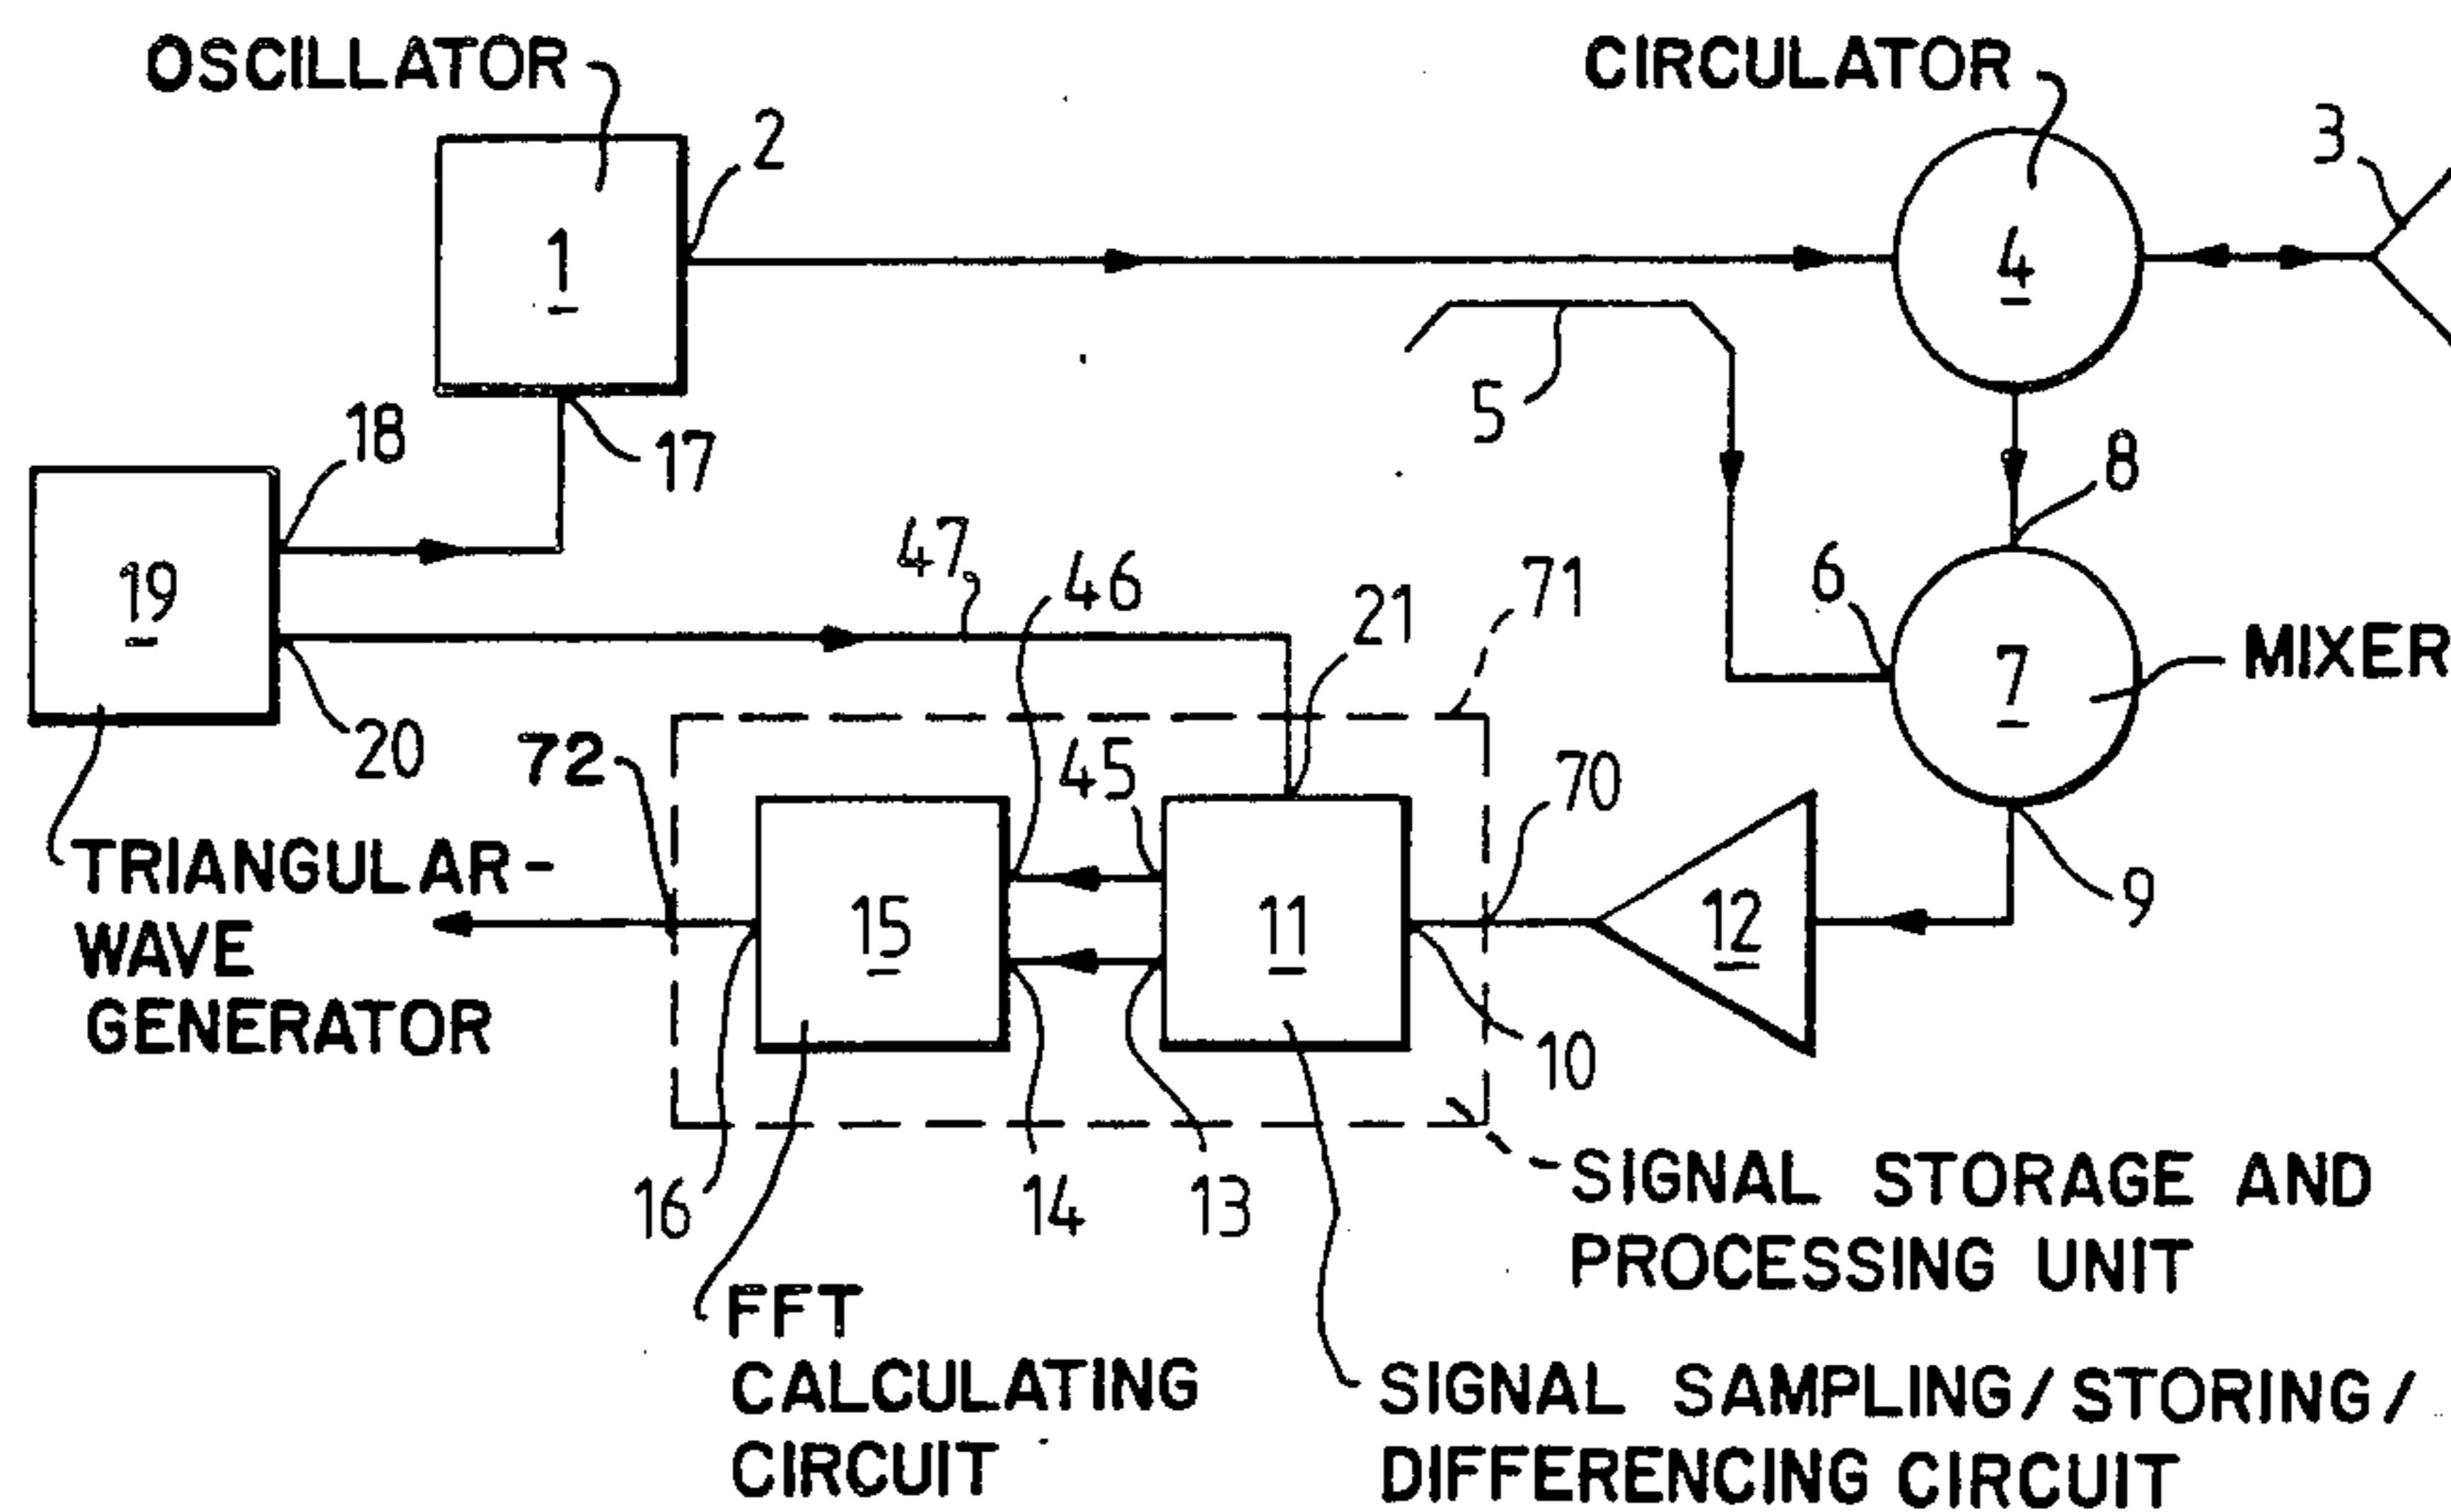 OSCILLATOR
CIRCULATOR
2
3
1
4
5
18
17
8
47
46
71
6
21
19
7
MIXER
20
72
45
70
TRIANGULAR-
WAVE
GENERATOR
15
11
12
9
10
16
14
13
SIGNAL STORAGE AND
PROCESSING UNIT
FFT
CALCULATING
CIRCUIT
SIGNAL SAMPLING/STORING/
DIFFERENCING CIRCUIT